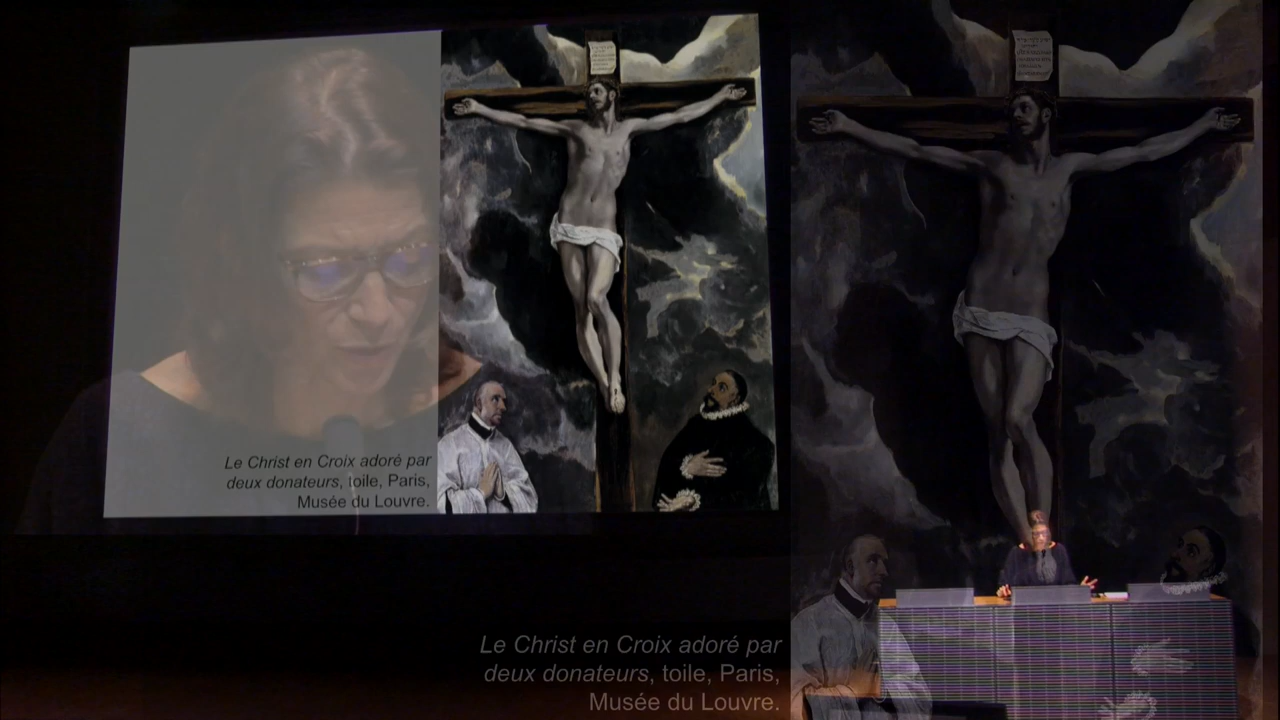 Le Christ en Croix adoré par
deux donateurs, toile, Paris,
Musée du Louvre.
Le Christ en Croix adoré par
deux donateurs, toile, Paris,
Musée du Louvre.